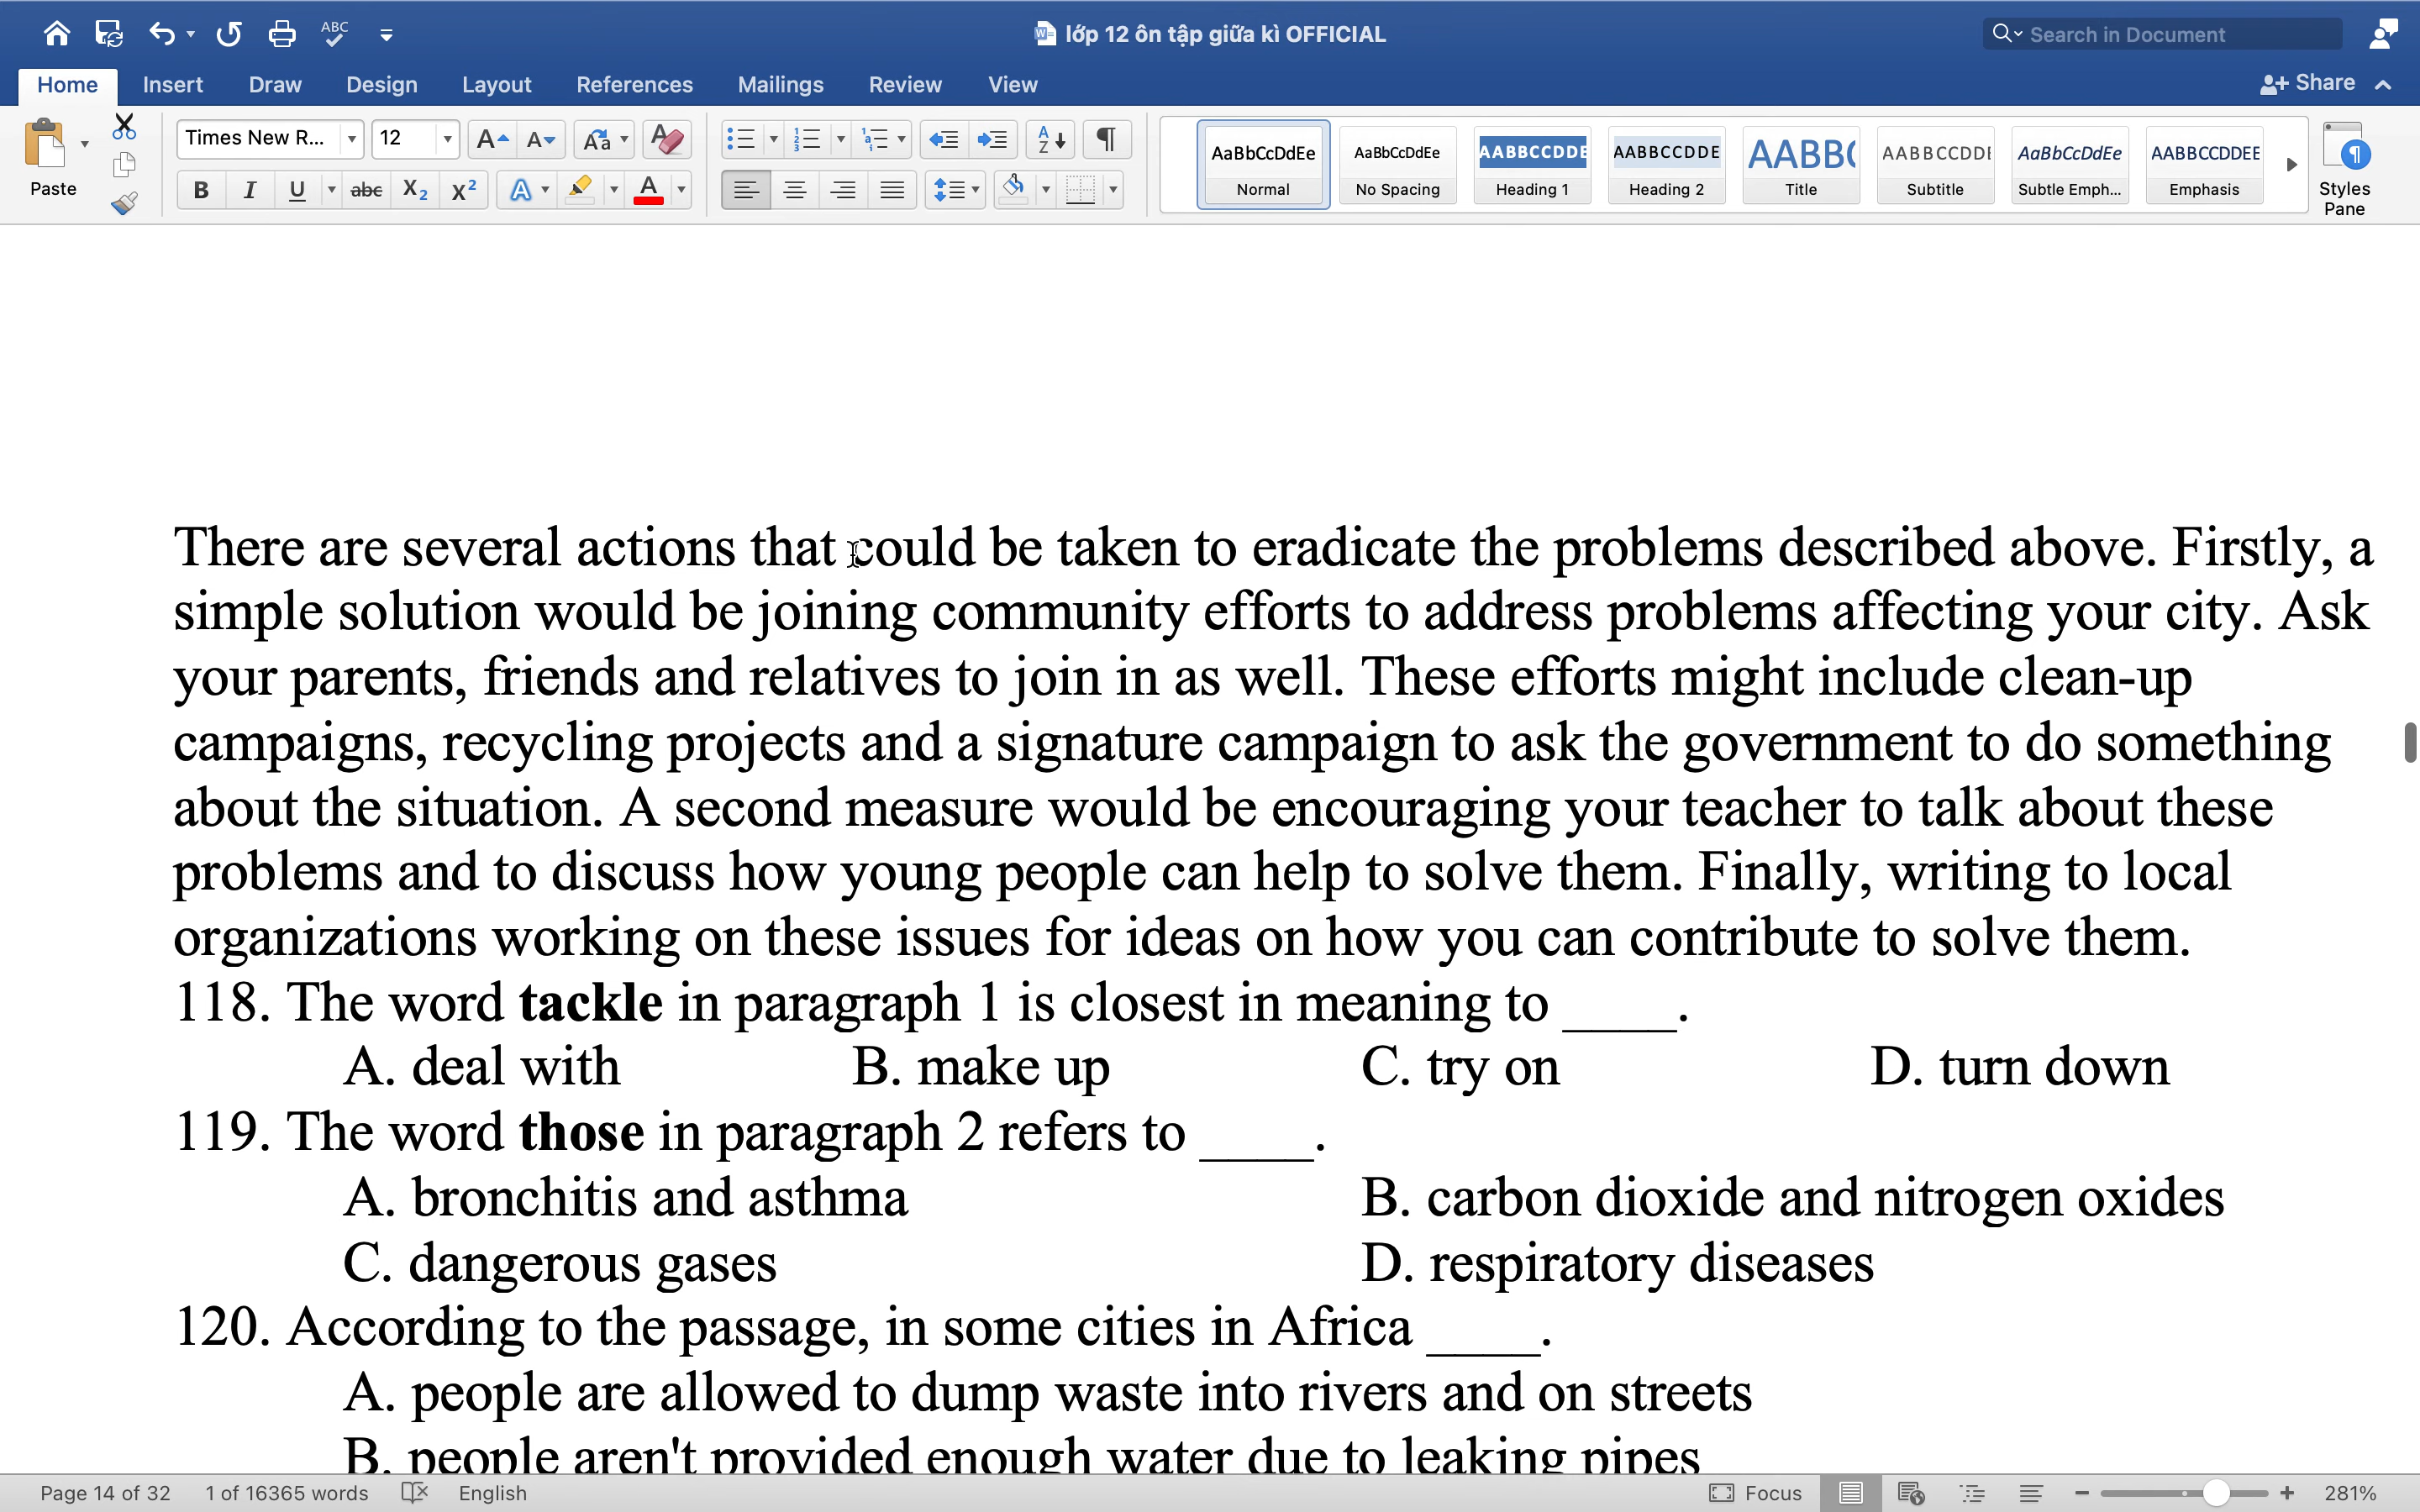 ABC
lớp 12 ôn tập giữa kì OFFICIAL
Search in Document
Home Insert Draw Design Layout References Mailings Review View Share
Paste
Times New R... 12
AaBbCcDdEe AaBbCcDdEe AABBCCDDE AABBCCDDE AABBC AABBCCDDE AaBbCcDdEe AABBCCDDEE
Normal No Spacing Heading 1 Heading 2 Title Subtitle Subtle Emph... Emphasis
Styles
Pane
There are several actions that could be taken to eradicate the problems described above. Firstly, a
simple solution would be joining community efforts to address problems affecting your city. Ask
your parents, friends and relatives to join in as well. These efforts might include clean-up
campaigns, recycling projects and a signature campaign to ask the government to do something
about the situation. A second measure would be encouraging your teacher to talk about these
problems and to discuss how young people can help to solve them. Finally, writing to local
organizations working on these issues for ideas on how you can contribute to solve them.
118. The word tackle in paragraph 1 is closest in meaning to ____.
A. deal with B. make up C. try on D. turn down
119. The word those in paragraph 2 refers to ____.
A. bronchitis and asthma B. carbon dioxide and nitrogen oxides
C. dangerous gases D. respiratory diseases
120. According to the passage, in some cities in Africa ____.
A. people are allowed to dump waste into rivers and on streets
B. people aren't provided enough water due to leaking pipes
Page 14 of 32 1 of 16365 words English Focus 281%